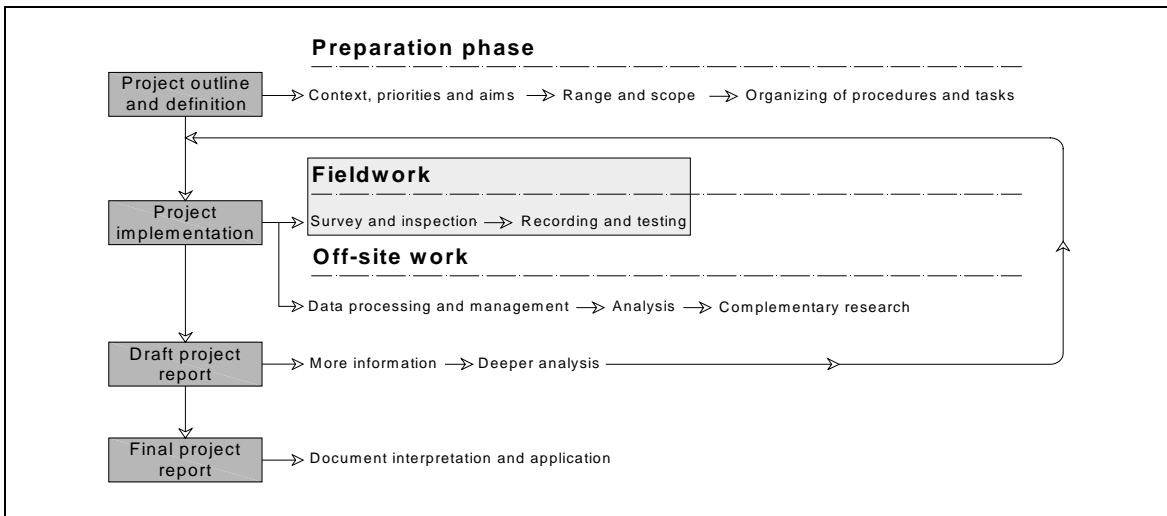 Preparation phase
Project outline
and definition
Context, priorities and aims
Range and scope
Organizing of procedures and tasks
Fieldwork
Project
implementation
Survey and inspection
Recording and testing
Off-site work
Data processing and management
Analysis
Complementary research
Draft project
report
More information
Deeper analysis
Final project
report
Document interpretation and application